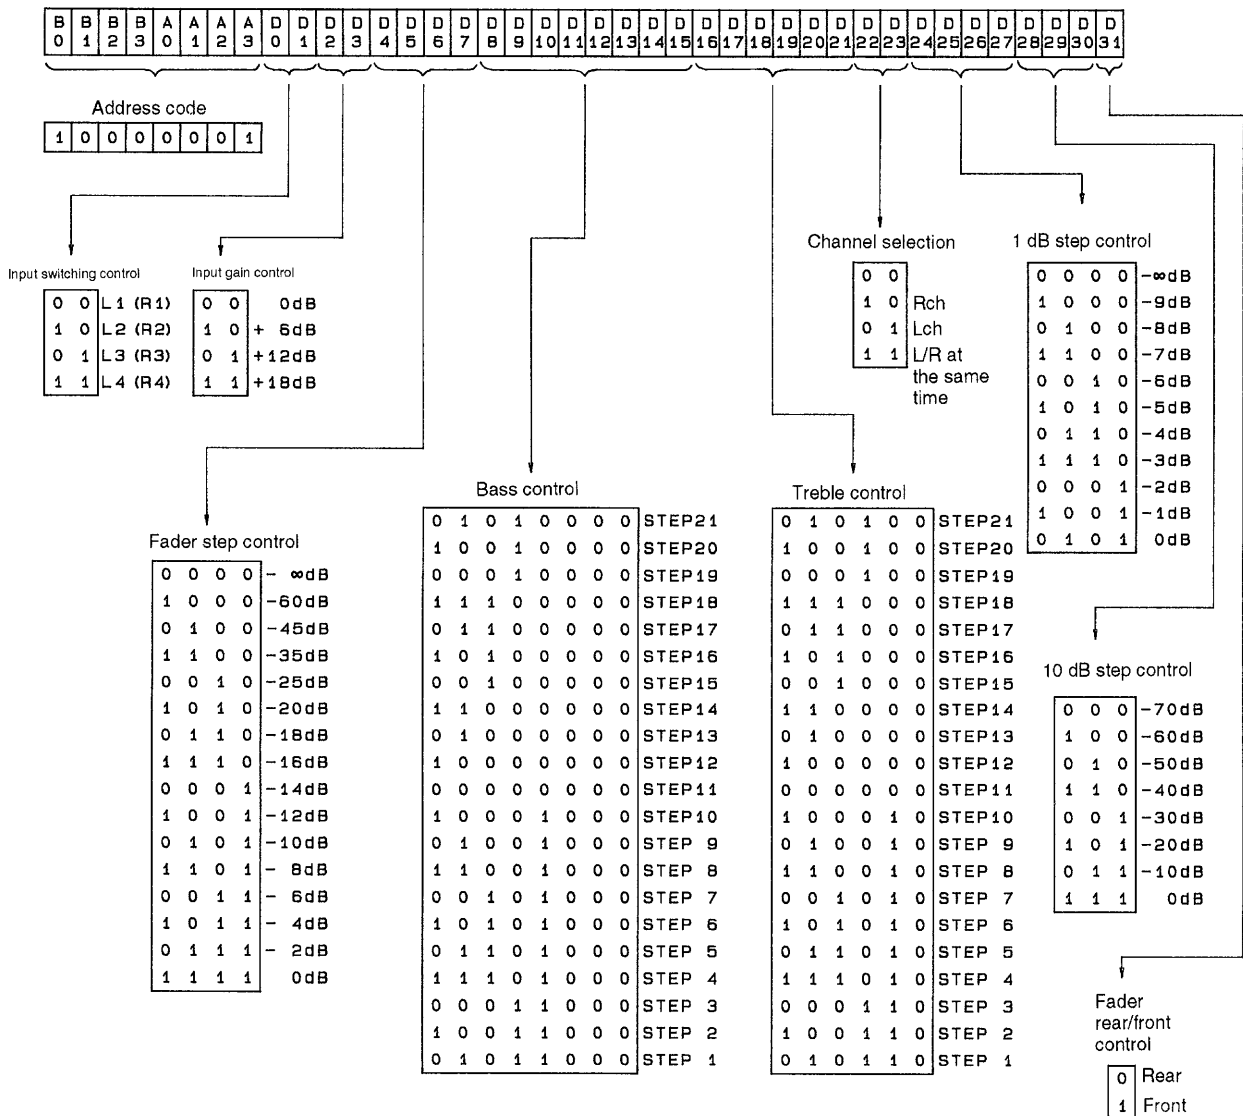 B0 B1 B2 B3 A0 A1 A2 A3 D0 D1 D2 D3 D4 D5 D6 D7 D8 D9 D10 D11 D12 D13 D14 D15 D16 D17 D18 D19 D20 D21 D22 D23 D24 D25 D26 D27 D28 D29 D30 D31
Address code
1 0 0 0 0 0 0 1
Input switching control
0 0 L1 (R1)
1 0 L2 (R2)
0 1 L3 (R3)
1 1 L4 (R4)
Input gain control
0 0 0dB
1 0 + 6dB
0 1 +12dB
1 1 +18dB
Fader step control
0 0 0 0 - ∞dB
1 0 0 0 -60dB
0 1 0 0 -45dB
1 1 0 0 -35dB
0 0 1 0 -25dB
1 0 1 0 -20dB
0 1 1 0 -18dB
1 1 1 0 -16dB
0 0 0 1 -14dB
1 0 0 1 -12dB
0 1 0 1 -10dB
1 1 0 1 - 8dB
0 0 1 1 - 6dB
1 0 1 1 - 4dB
0 1 1 1 - 2dB
1 1 1 1 0dB
Bass control
0 1 0 1 0 0 0 0 STEP21
1 0 0 1 0 0 0 0 STEP20
0 0 0 1 0 0 0 0 STEP19
1 1 1 0 0 0 0 0 STEP18
0 1 1 0 0 0 0 0 STEP17
1 0 1 0 0 0 0 0 STEP16
0 0 1 0 0 0 0 0 STEP15
1 1 0 0 0 0 0 0 STEP14
0 1 0 0 0 0 0 0 STEP13
1 0 0 0 0 0 0 0 STEP12
0 0 0 0 0 0 0 0 STEP11
1 0 0 0 1 0 0 0 STEP10
0 1 0 0 1 0 0 0 STEP 9
1 1 0 0 1 0 0 0 STEP 8
0 0 1 0 1 0 0 0 STEP 7
1 0 1 0 1 0 0 0 STEP 6
0 1 1 0 1 0 0 0 STEP 5
1 1 1 0 1 0 0 0 STEP 4
0 0 0 1 1 0 0 0 STEP 3
1 0 0 1 1 0 0 0 STEP 2
0 1 0 1 1 0 0 0 STEP 1
Treble control
0 1 0 1 0 0 STEP21
1 0 0 1 0 0 STEP20
0 0 0 1 0 0 STEP19
1 1 1 0 0 0 STEP18
0 1 1 0 0 0 STEP17
1 0 1 0 0 0 STEP16
0 0 1 0 0 0 STEP15
1 1 0 0 0 0 STEP14
0 1 0 0 0 0 STEP13
1 0 0 0 0 0 STEP12
0 0 0 0 0 0 STEP11
1 0 0 0 1 0 STEP10
0 1 0 0 1 0 STEP 9
1 1 0 0 1 0 STEP 8
0 0 1 0 1 0 STEP 7
1 0 1 0 1 0 STEP 6
0 1 1 0 1 0 STEP 5
1 1 1 0 1 0 STEP 4
0 0 0 1 1 0 STEP 3
1 0 0 1 1 0 STEP 2
0 1 0 1 1 0 STEP 1
Channel selection
0 0
1 0 Rch
0 1 Lch
1 1 L/R at
the same
time
1 dB step control
0 0 0 0 -∞dB
1 0 0 0 -9dB
0 1 0 0 -8dB
1 1 0 0 -7dB
0 0 1 0 -6dB
1 0 1 0 -5dB
0 1 1 0 -4dB
1 1 1 0 -3dB
0 0 0 1 -2dB
1 0 0 1 -1dB
0 1 0 1 0dB
10 dB step control
0 0 0 -70dB
1 0 0 -60dB
0 1 0 -50dB
1 1 0 -40dB
0 0 1 -30dB
1 0 1 -20dB
0 1 1 -10dB
1 1 1 0dB
Fader
rear/front
control
0 Rear
1 Front